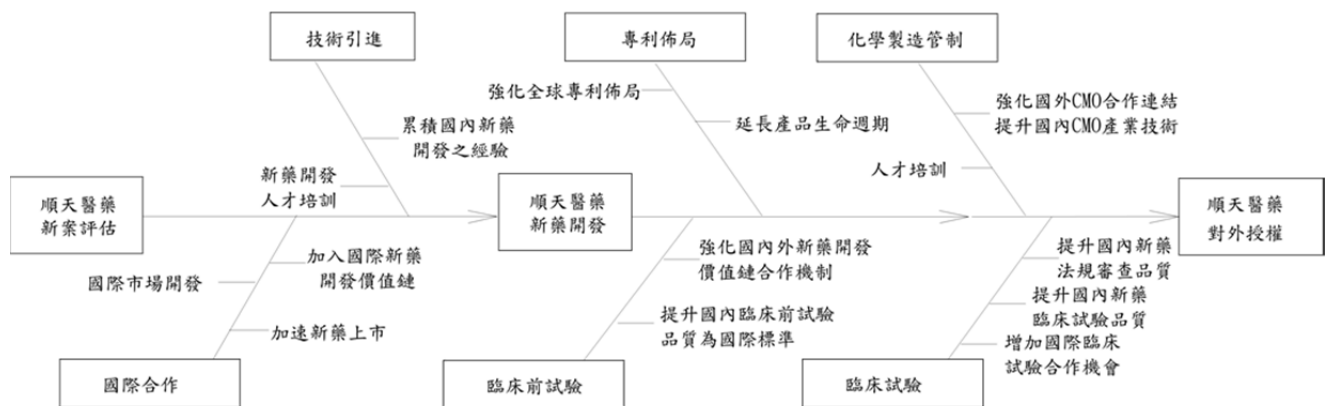 技術引進
專利佈局
化學製造管制
強化全球專利佈局
強化國外CMO合作連結
提升國內CMO產業技術
累積國內新藥
開發之經驗
延長產品生命週期
新藥開發
人才培訓
人才培訓
順天醫藥
新案評估
順天醫藥
新藥開發
順天醫藥
對外授權
加入國際新藥
開發價值鏈
國際市場開發
加速新藥上市
強化國內外新藥開發
價值鏈合作機制
提升國內臨床前試驗
品質為國際標準
提升國內新藥
法規審查品質
提升國內新藥
臨床試驗品質
增加國際臨床
試驗合作機會
國際合作
臨床前試驗
臨床試驗